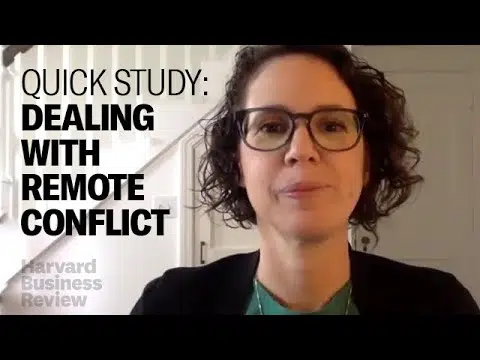 QUICK STUDY:
DEALING
WITH
REMOTE
CONFLICT
Harvard
Business
Review